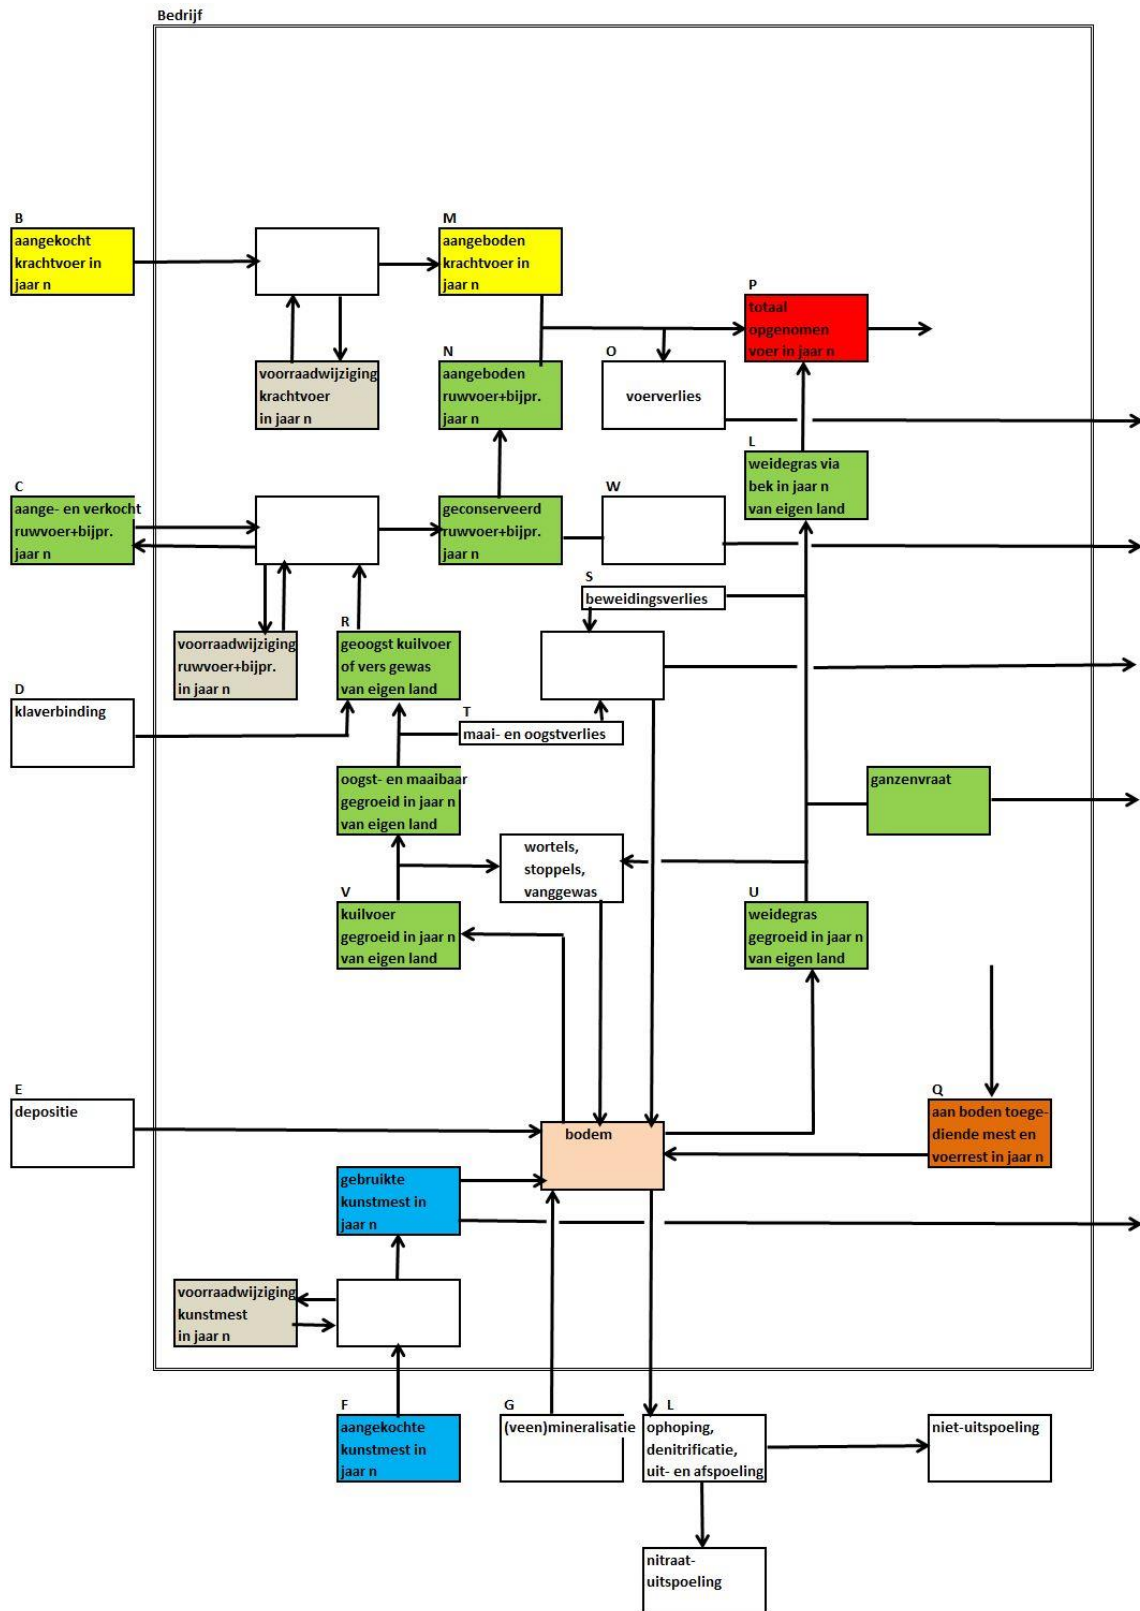 Bedrijf
B
aangekocht
krachtvoer in
jaar n
M
aangeboden
krachtvoer in
jaar n
P
totaal
opgenomen
voer in jaar n
voorraadwijziging
krachtvoer
in jaar n
N
aangeboden
ruwvoer+bijpr.
jaar n
O
voerverlies
L
weidegras via
bek in jaar n
van eigen land
C
aange- en verkocht
ruwvoer+bijpr.
jaar n
geconserveerd
ruwvoer+bijpr.
jaar n
W
S
beweidingsverlies
voorraadwijziging
ruwvoer+bijpr.
in jaar n
R
geoogst kuilvoer
of vers gewas
van eigen land
D
klaverbinding
T
maai- en oogstverlies
oogst- en maaibaar
gegroeid in jaar n
van eigen land
ganzenvraat
wortels,
stoppels,
vanggewas
V
kuilvoer
gegroeid in jaar n
van eigen land
U
weidegras
gegroeid in jaar n
van eigen land
E
depositie
bodem
Q
aan boden toege-
diende mest en
voerrest in jaar n
gebruikte
kunstmest in
jaar n
voorraadwijziging
kunstmest
in jaar n
F
aangekochte
kunstmest in
jaar n
G
(veen)mineralisatie
L
ophoping,
denitrificatie,
uit- en afspoeling
niet-uitspoeling
nitraat-
uitspoeling